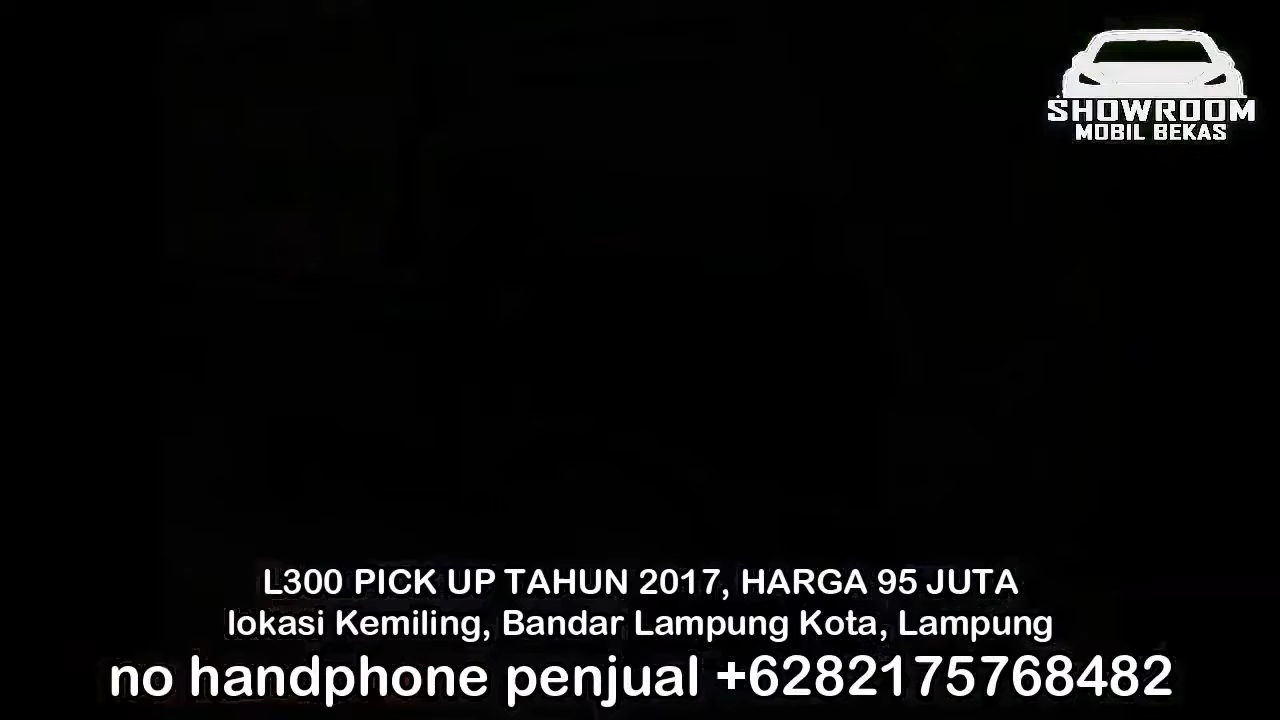 SHOWROOM
MOBIL BEKAS
L300 PICK UP TAHUN 2017, HARGA 95 JUTA
lokasi Kemiling, Bandar Lampung Kota, Lampung
no handphone penjual +6282175768482